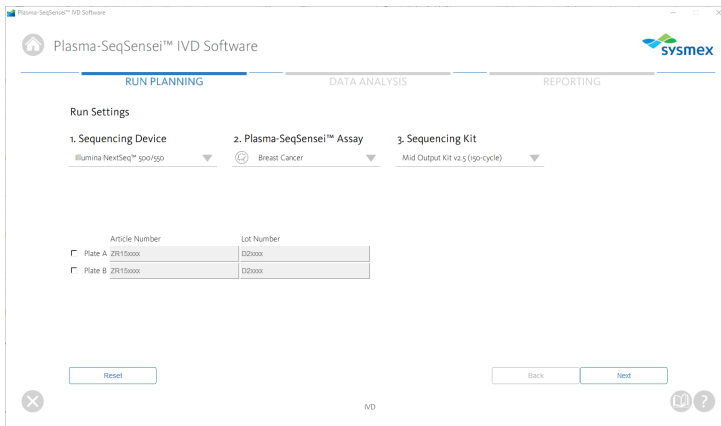 Plasma-SeqSensei™ IVD Software
Plasma-SeqSensei™ IVD Software
sysmex
RUN PLANNING DATA ANALYSIS REPORTING
Run Settings
1. Sequencing Device 2. Plasma-SeqSensei™ Assay 3. Sequencing Kit
Illumina NextSeq™ 500/550 Breast Cancer Mid Output Kit v2.5 (150-cycle)
Article Number Lot Number
Plate A ZR15xxxx D2xxxx
Plate B ZR15xxxx D2xxxx
Reset Back Next
?
IVD